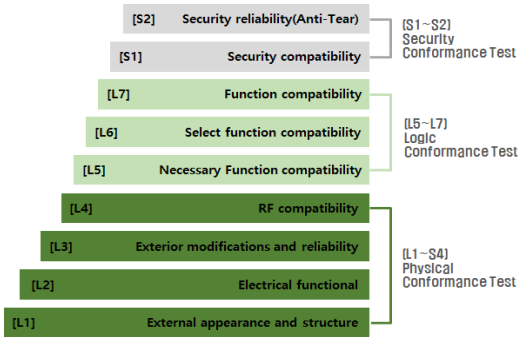 [S2] Security reliability(Anti-Tear)
[S1] Security compatibility
[S1~S2]
Security
Conformance Test
[L7] Function compatibility
[L6] Select function compatibility
[L5] Necessary Function compatibility
[L5~L7]
Logic
Conformance Test
[L4] RF compatibility
[L3] Exterior modifications and reliability
[L2] Electrical functional
[L1] External appearance and structure
[L1~S4]
Physical
Conformance Test